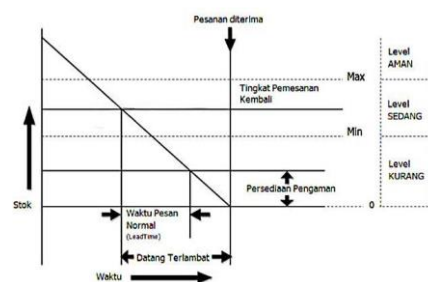 Pesanan diterima
Level
AMAN
Max
Tingkat Pemesanan
Kembali
Level
SEDANG
Min
Level
KURANG
Persediaan Pengaman
Stok
0
Waktu Pesan
Normal
(LeadTime)
Datang Terlambat
Waktu